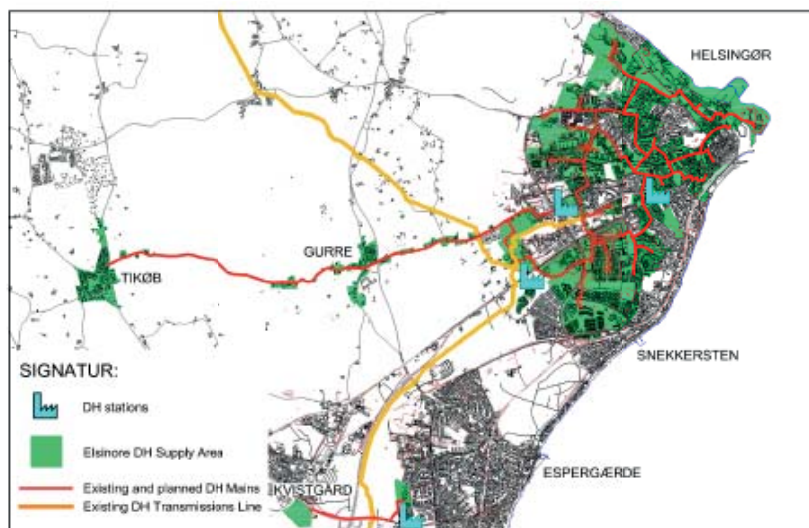 HELSINGØR
GURRE
TIKØB
SNEKKERSTEN
SIGNATUR:
DH stations
Elsinore DH Supply Area
ESPERGÆRDE
KVISTGÅRD
Existing and planned DH Mains
Existing DH Transmissions Line